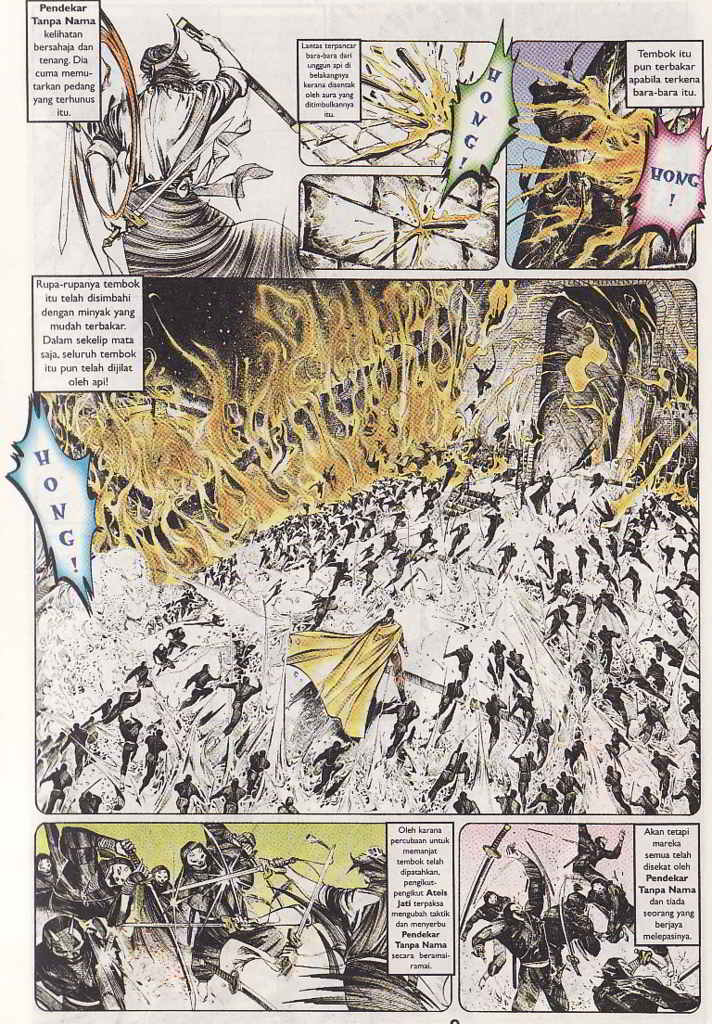 Pendekar
Tanpa Nama
kelihatan
bersahaja dan
tenang. Dia
cuma memu-
tarkan pedang
yang terhunus
itu.
Lantas terpancar
bara-bara dari
unggun api di
belakangnya
kerana disentak
oleh aura yang
ditimbulkannya
itu.
HONG!
Tembok itu
pun terbakar
apabila terkena
bara-bara itu.
HONG
!
Rupa-rupanya tembok
itu telah disimbahi
dengan minyak yang
mudah terbakar.
Dalam sekelip mata
saja, seluruh tembok
itu pun telah dijilat
oleh api!
HONG!
Oleh karana
percubaan untuk
memanjat
tembok telah
dipatahkan,
pengikut-
pengikut Ateis
Jati terpaksa
mengubah taktik
dan menyerbu
Pendekar
Tanpa Nama
secara beramai-
ramai.
Akan tetapi
mereka
semua telah
disekat oleh
Pendekar
Tanpa Nama
dan tiada
seorang yang
berjaya
melepasinya.